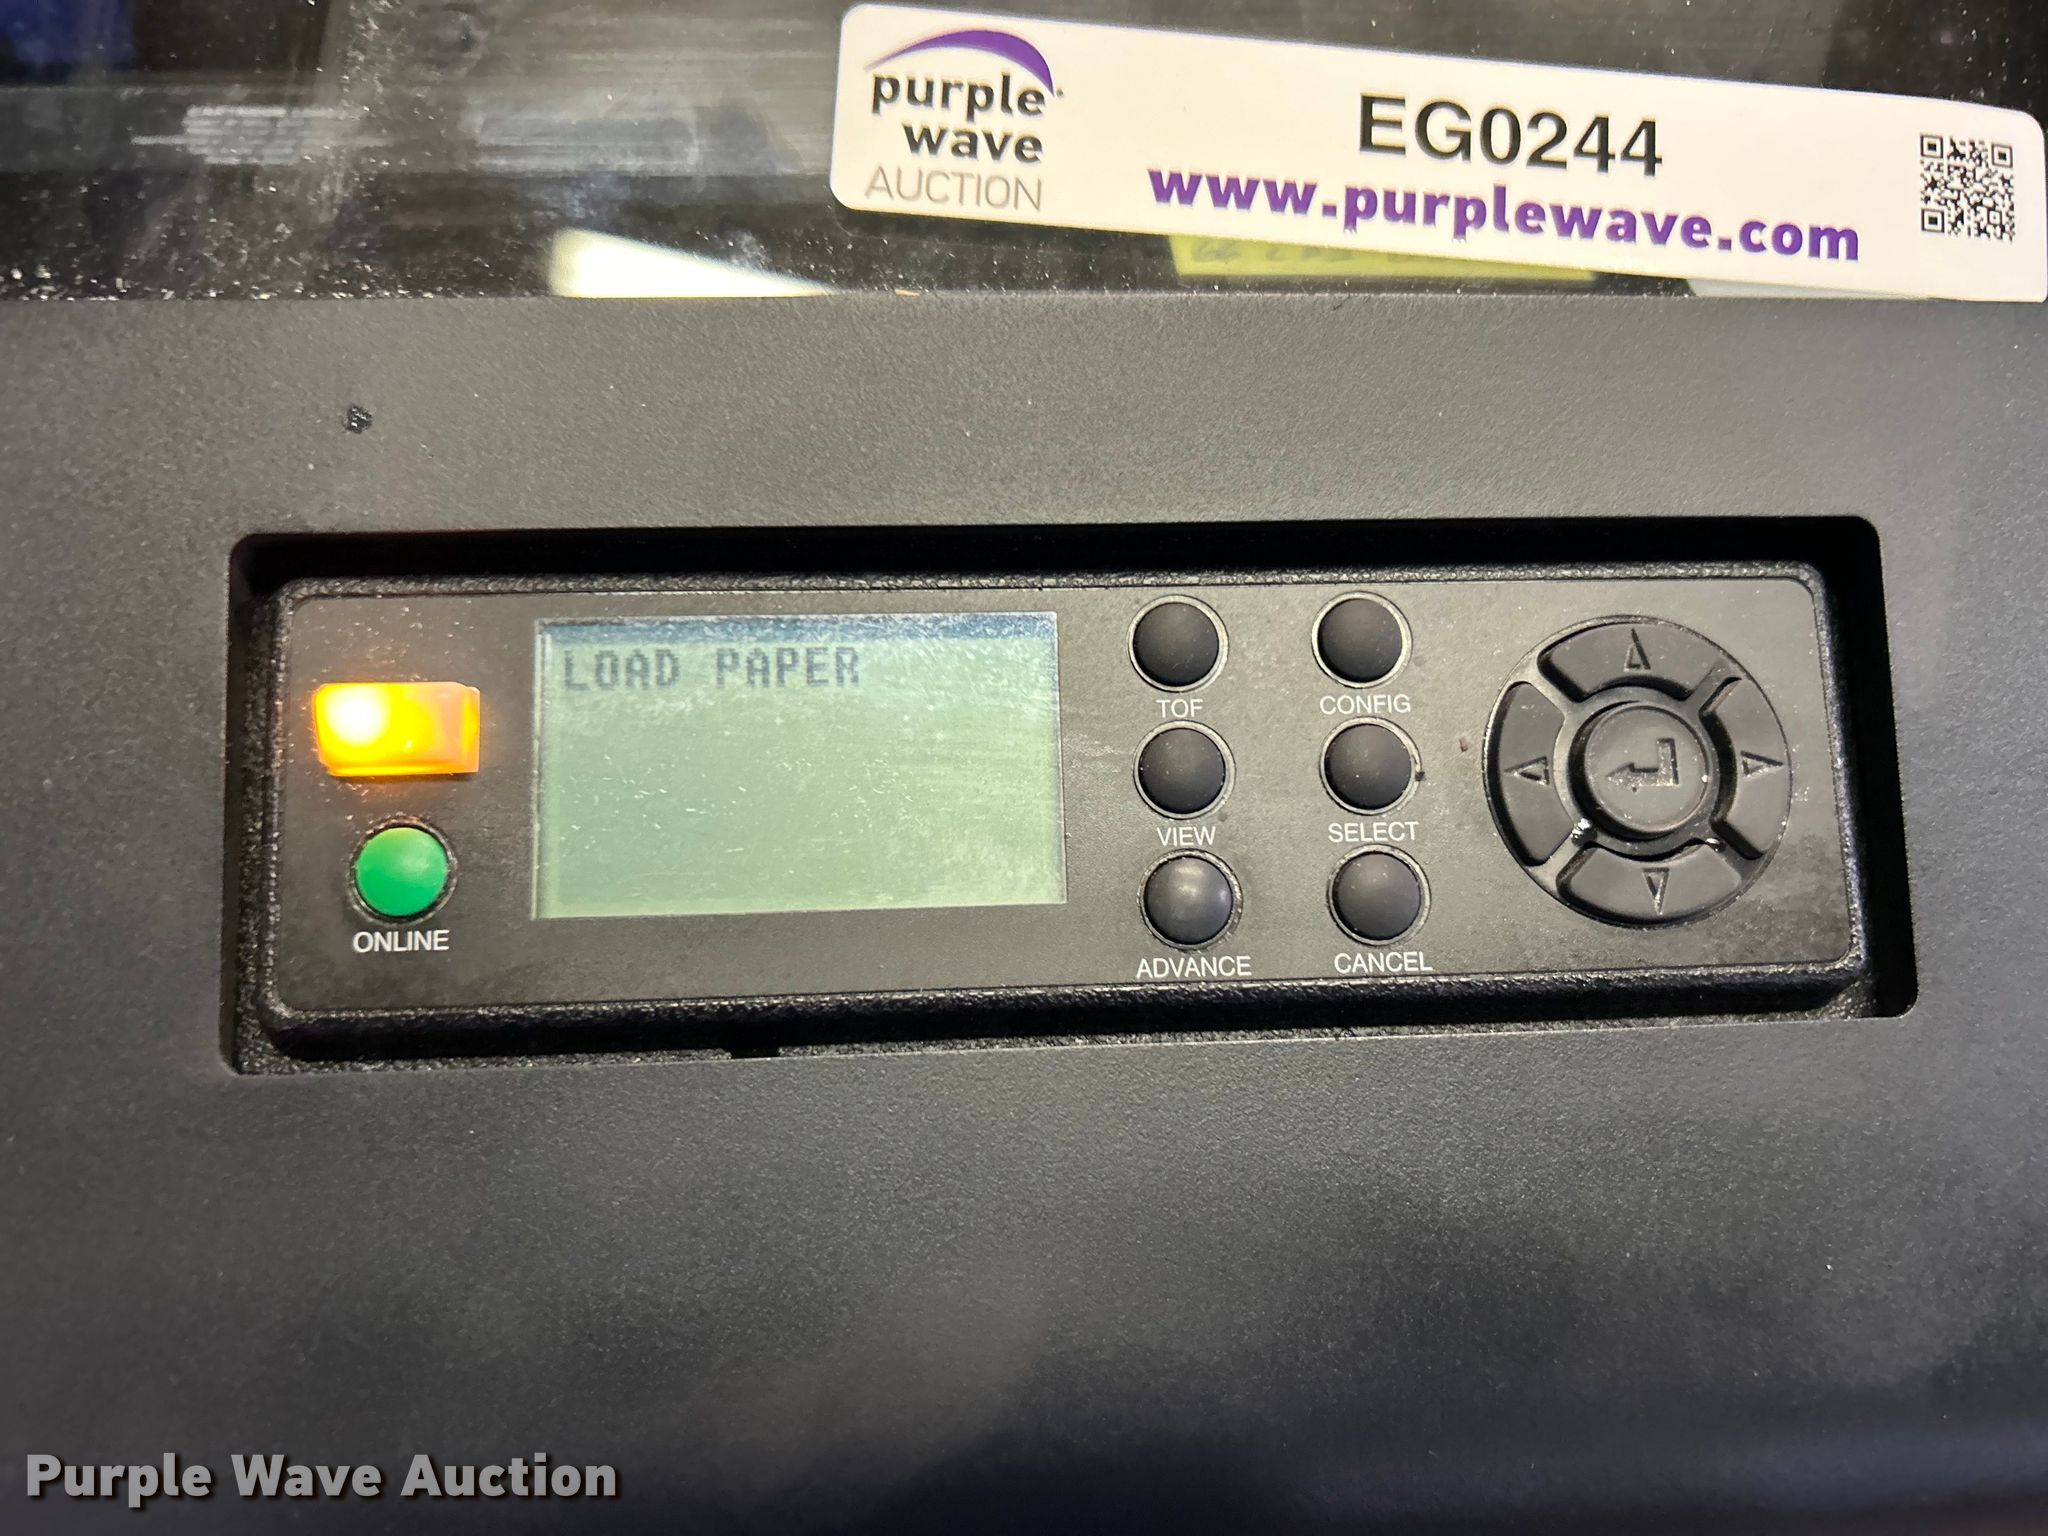 purple
wave
AUCTION
EG0244
www.purplewave.com
LOAD PAPER
ONLINE
TOF
CONFIG
VIEW
SELECT
ADVANCE
CANCEL
Purple Wave Auction